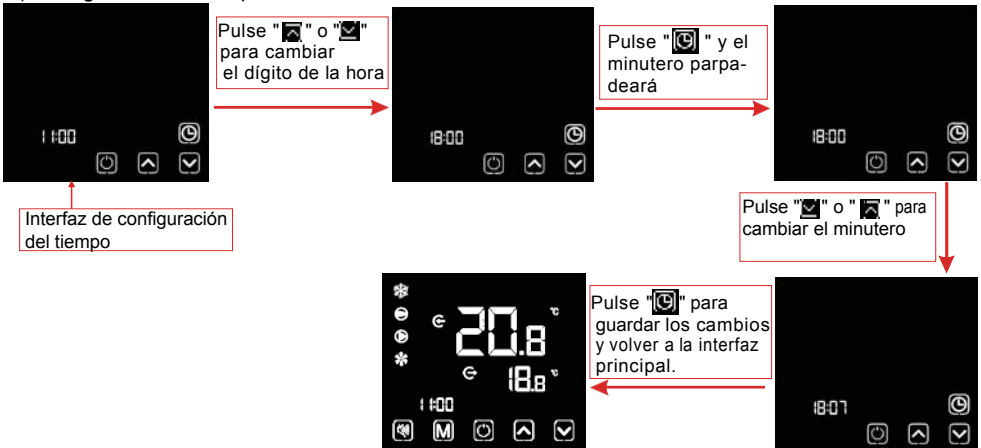 Pulse " " o " "
para cambiar
el dígito de la hora
Pulse " " y el
minutero parpa-
deará
11:00
18:00
18:00
Interfaz de configuración
del tiempo
Pulse " " o " " para
cambiar el minutero
Pulse " " para
guardar los cambios
y volver a la interfaz
principal.
20.8 °C
18.8 °C
11:00
M
18:07